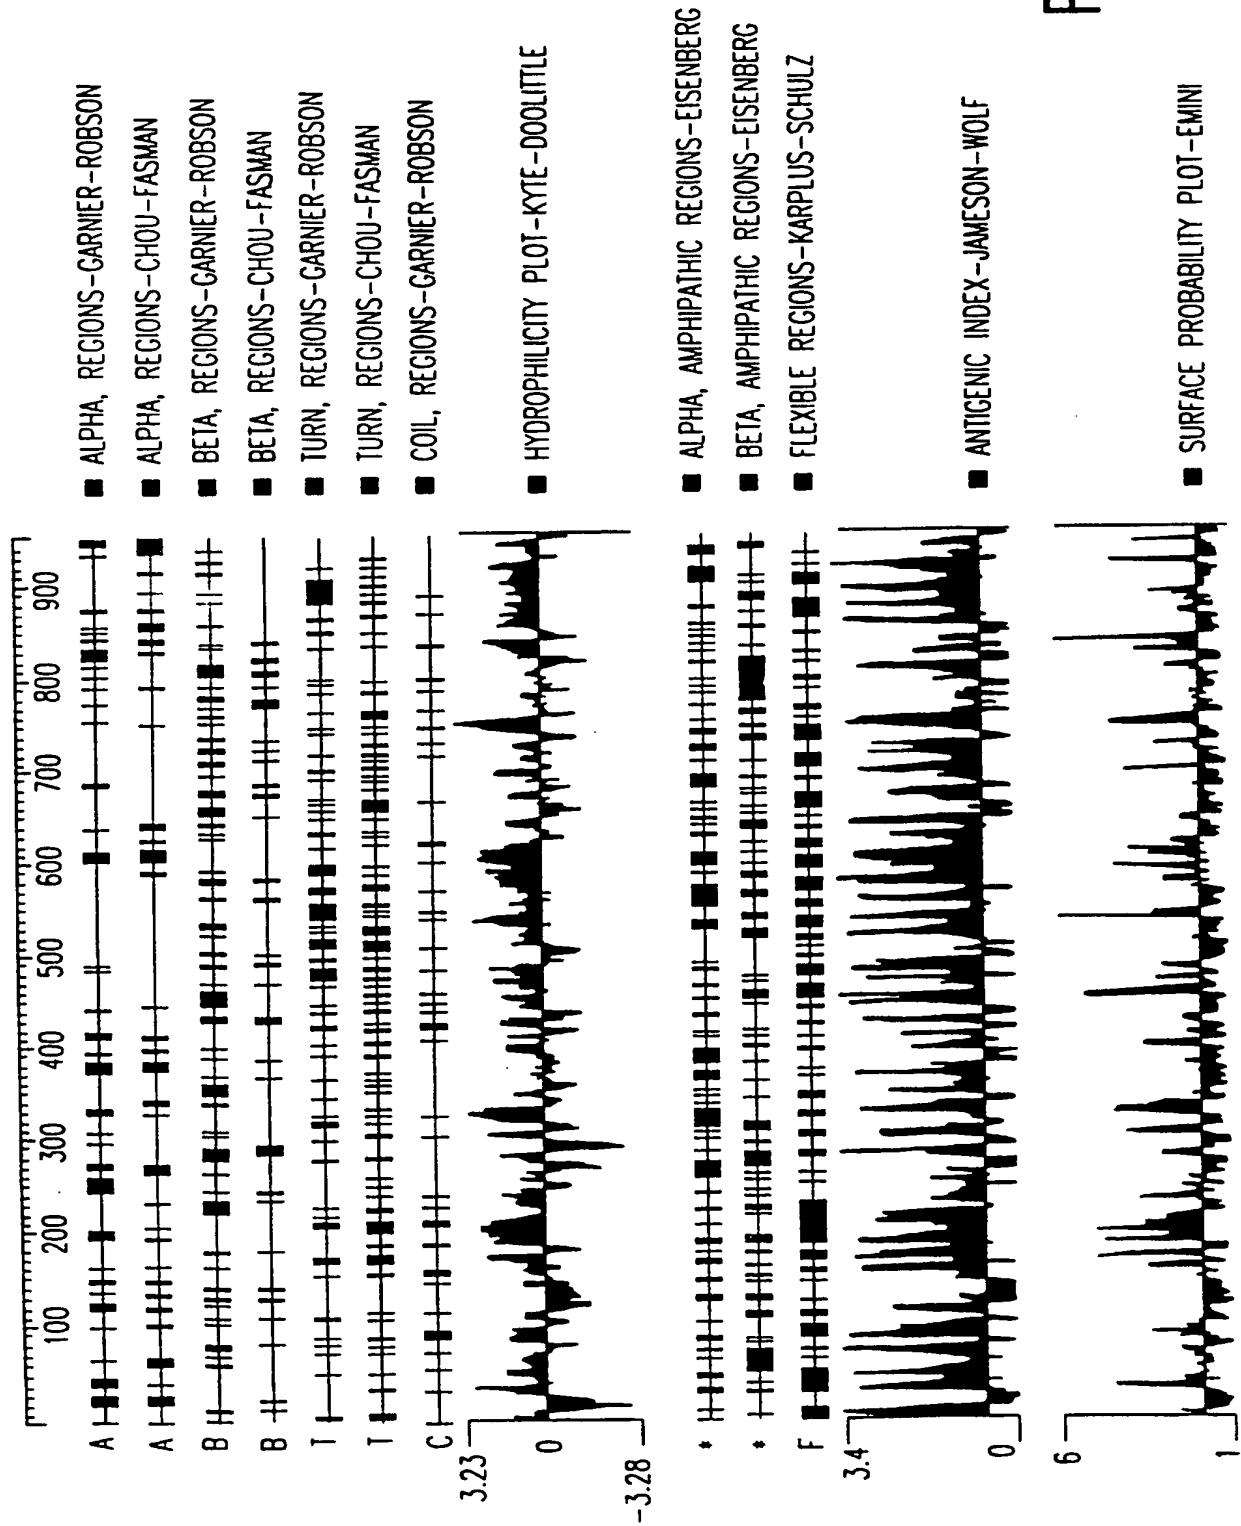 100 200 300 400 500 600 700 800 900
A ALPHA, REGIONS-GARNIER-ROBSON
A ALPHA, REGIONS-CHOU-FASMAN
B BETA, REGIONS-GARNIER-ROBSON
B BETA, REGIONS-CHOU-FASMAN
T TURN, REGIONS-GARNIER-ROBSON
T TURN, REGIONS-CHOU-FASMAN
C COIL, REGIONS-GARNIER-ROBSON
3.23
0 HYDROPHILICITY PLOT-KYTE-DOOLITTLE
-3.28
* ALPHA, AMPHIPATHIC REGIONS-EISENBERG
* BETA, AMPHIPATHIC REGIONS-EISENBERG
F FLEXIBLE REGIONS-KARPLUS-SCHULZ
3.4
ANTIGENIC INDEX-JAMESON-WOLF
0
6
SURFACE PROBABILITY PLOT-EMINI
1